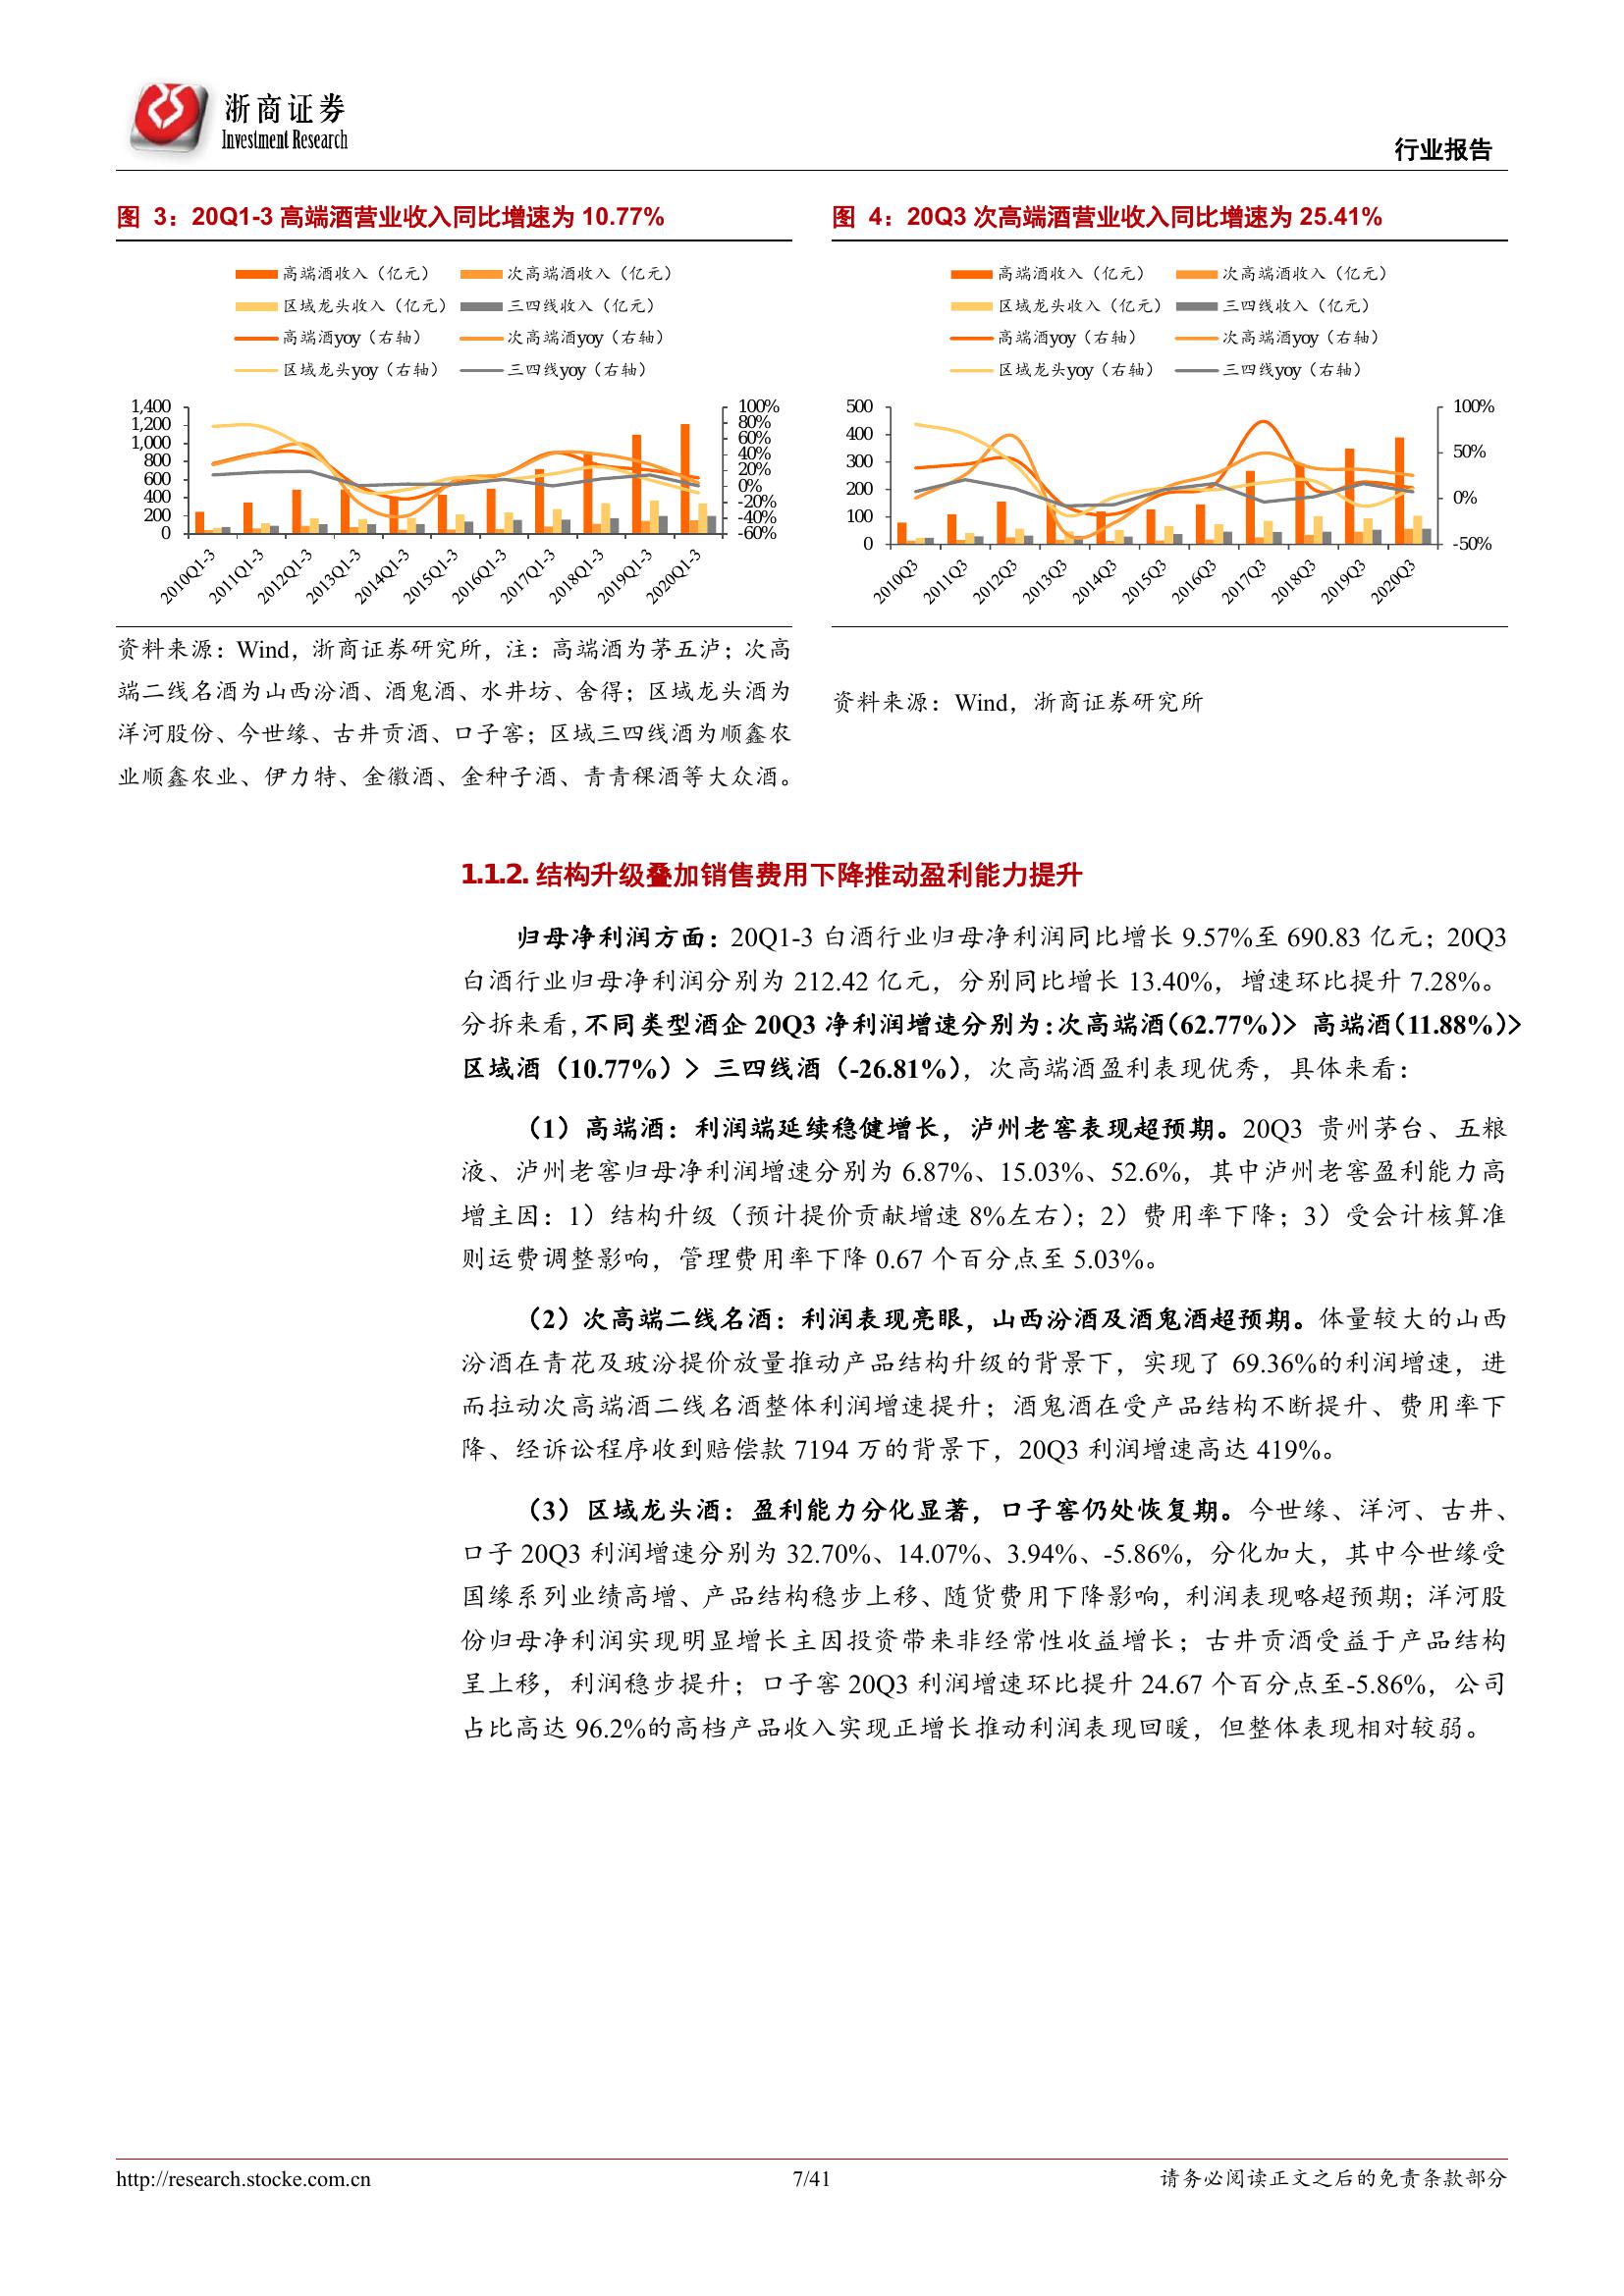 浙商证券
Investment Research
行业报告
图 3：20Q1-3 高端酒营业收入同比增速为 10.77%
高端酒收入（亿元）
次高端酒收入（亿元）
区域龙头收入（亿元）
三四线收入（亿元）
高端酒yoy（右轴）
次高端酒yoy（右轴）
区域龙头yoy（右轴）
三四线yoy（右轴）
1,400
1,200
1,000
800
600
400
200
0
100%
80%
60%
40%
20%
0%
-20%
-40%
-60%
2010Q1-3
2011Q1-3
2012Q1-3
2013Q1-3
2014Q1-3
2015Q1-3
2016Q1-3
2017Q1-3
2018Q1-3
2019Q1-3
2020Q1-3
资料来源：Wind，浙商证券研究所，注：高端酒为茅五泸；次高
端二线名酒为山西汾酒、酒鬼酒、水井坊、舍得；区域龙头酒为
洋河股份、今世缘、古井贡酒、口子窖；区域三四线酒为顺鑫农
业顺鑫农业、伊力特、金徽酒、金种子酒、青青稞酒等大众酒。
图 4：20Q3 次高端酒营业收入同比增速为 25.41%
高端酒收入（亿元）
次高端酒收入（亿元）
区域龙头收入（亿元）
三四线收入（亿元）
高端酒yoy（右轴）
次高端酒yoy（右轴）
区域龙头yoy（右轴）
三四线yoy（右轴）
500
400
300
200
100
0
100%
50%
0%
-50%
2010Q3
2011Q3
2012Q3
2013Q3
2014Q3
2015Q3
2016Q3
2017Q3
2018Q3
2019Q3
2020Q3
资料来源：Wind，浙商证券研究所
1.1.2. 结构升级叠加销售费用下降推动盈利能力提升
归母净利润方面：20Q1-3 白酒行业归母净利润同比增长 9.57%至 690.83 亿元；20Q3
白酒行业归母净利润分别为 212.42 亿元，分别同比增长 13.40%，增速环比提升 7.28%。
分拆来看，不同类型酒企 20Q3 净利润增速分别为：次高端酒（62.77%）> 高端酒（11.88%）>
区域酒（10.77%）> 三四线酒（-26.81%），次高端酒盈利表现优秀，具体来看：
（1）高端酒：利润端延续稳健增长，泸州老窖表现超预期。20Q3 贵州茅台、五粮
液、泸州老窖归母净利润增速分别为 6.87%、15.03%、52.6%，其中泸州老窖盈利能力高
增主因：1）结构升级（预计提价贡献增速 8%左右）；2）费用率下降；3）受会计核算准
则运费调整影响，管理费用率下降 0.67 个百分点至 5.03%。
（2）次高端二线名酒：利润表现亮眼，山西汾酒及酒鬼酒超预期。体量较大的山西
汾酒在青花及玻汾提价放量推动产品结构升级的背景下，实现了 69.36%的利润增速，进
而拉动次高端酒二线名酒整体利润增速提升；酒鬼酒在受产品结构不断提升、费用率下
降、经诉讼程序收到赔偿款 7194 万的背景下，20Q3 利润增速高达 419%。
（3）区域龙头酒：盈利能力分化显著，口子窖仍处恢复期。今世缘、洋河、古井、
口子 20Q3 利润增速分别为 32.70%、14.07%、3.94%、-5.86%，分化加大，其中今世缘受
国缘系列业绩高增、产品结构稳步上移、随货费用下降影响，利润表现略超预期；洋河股
份归母净利润实现明显增长主因投资带来非经常性收益增长；古井贡酒受益于产品结构
呈上移，利润稳步提升；口子窖 20Q3 利润增速环比提升 24.67 个百分点至-5.86%，公司
占比高达 96.2%的高档产品收入实现正增长推动利润表现回暖，但整体表现相对较弱。
http://research.stocke.com.cn
7/41
请务必阅读正文之后的免责条款部分